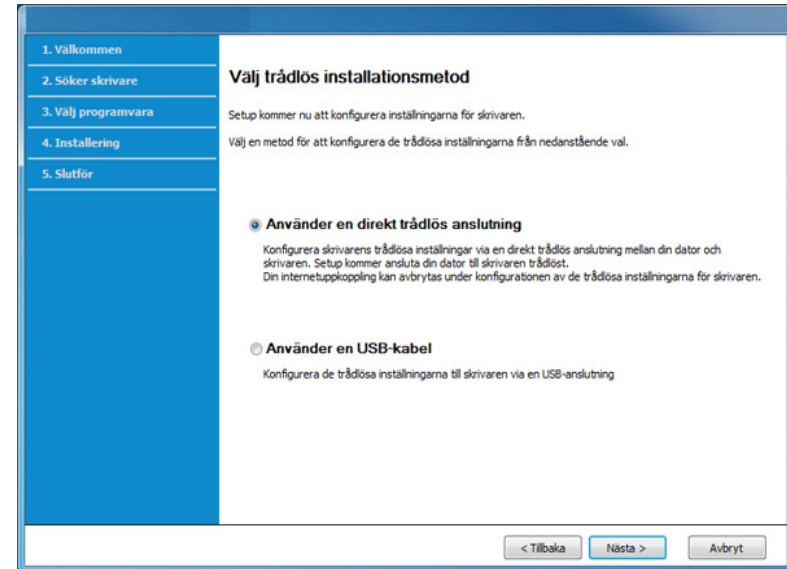 1. Välkommen
2. Söker skrivare
3. Välj programvara
4. Installering
5. Slutför
Välj trådlös installationsmetod
Setup kommer nu att konfigurera inställningarna för skrivaren.
Välj en metod för att konfigurera de trådlösa inställningarna från nedanstående val.
Använder en direkt trådlös anslutning
Konfigurera skrivarens trådlösa inställningar via en direkt trådlös anslutning mellan din dator och
skrivaren. Setup kommer ansluta din dator till skrivaren trådlöst.
Din internetuppkoppling kan avbrytas under konfigurationen av de trådlösa inställningarna för skrivaren.
Använder en USB-kabel
Konfigurera de trådlösa inställningarna till skrivaren via en USB-anslutning
< Tillbaka
Nästa >
Avbryt